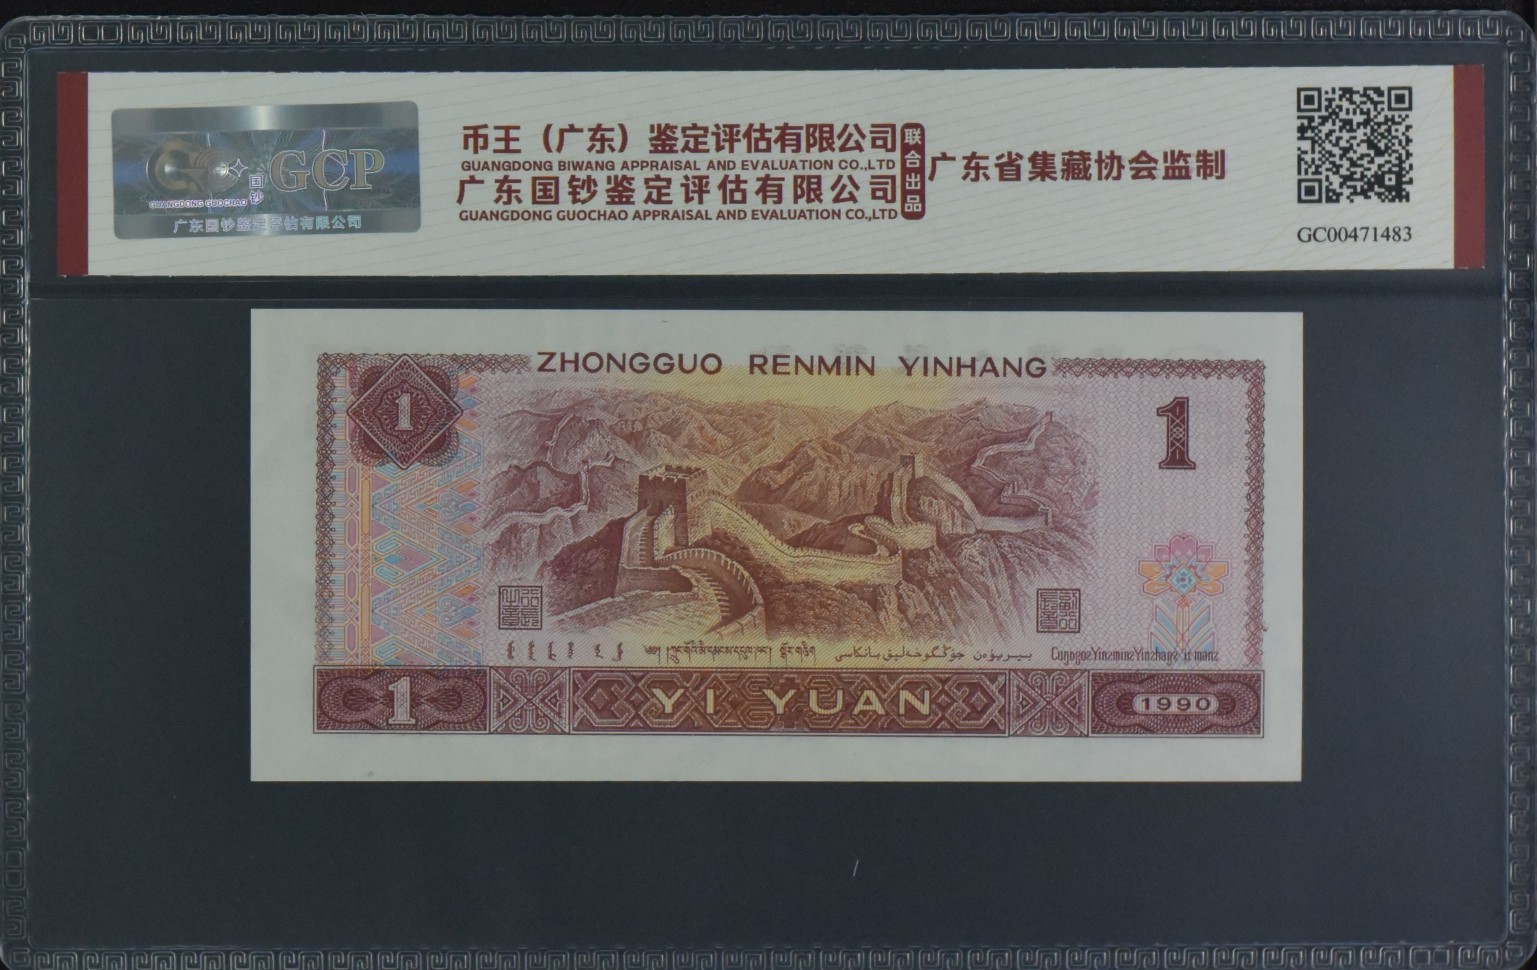 GCP
国钞
GUANGDONG GUOCHAO
广东国钞鉴定评估有限公司
币王（广东）鉴定评估有限公司
GUANGDONG BIWANG APPRAISAL AND EVALUATION CO.,LTD
广东国钞鉴定评估有限公司
GUANGDONG GUOCHAO APPRAISAL AND EVALUATION CO.,LTD
联合出品
广东省集藏协会监制
GC00471483
ZHONGGUO RENMIN YINHANG
1
1
Cunƅgoz Yinzminz Yinzhangz it manz
1
YI YUAN
1990